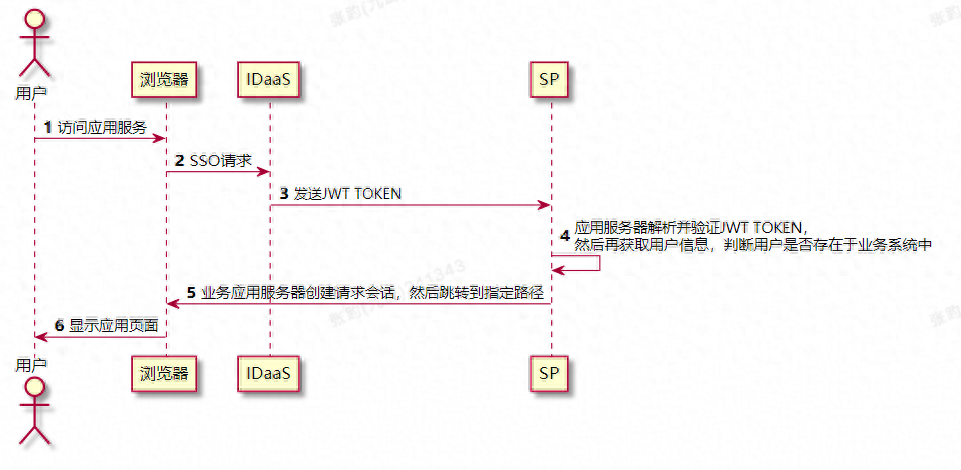 用户
浏览器
IDaaS
SP
1 访问应用服务
2 SSO请求
3 发送JWT TOKEN
4 应用服务器解析并验证JWT TOKEN，
然后再获取用户信息，判断用户是否存在于业务系统中
5 业务应用服务器创建请求会话，然后跳转到指定路径
6 显示应用页面
用户
浏览器
IDaaS
SP